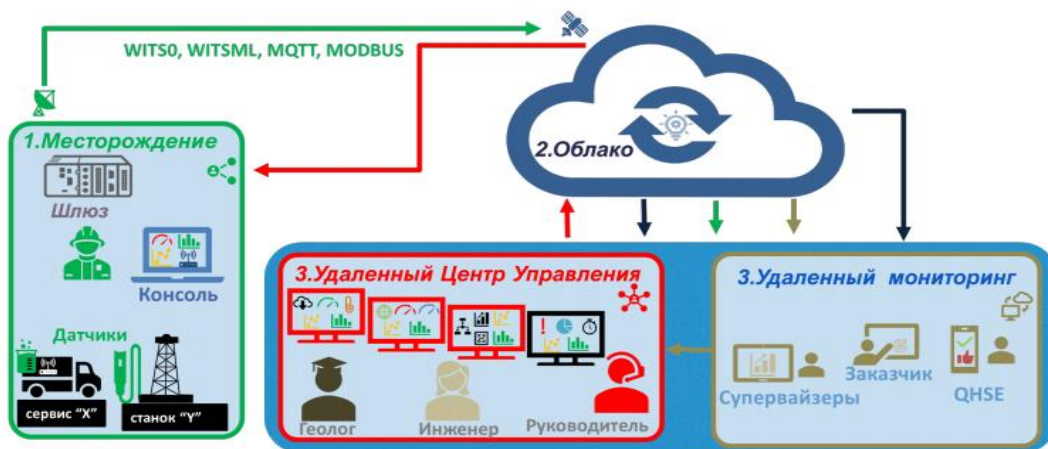 WITS0, WITSML, MQTT, MODBUS
1.Месторождение
Шлюз
Консоль
Датчики
сервис "X"
станок "Y"
2.Облако
3.Удаленный Центр Управления
Геолог
Инженер
Руководитель
3.Удаленный мониторинг
Супервайзеры
Заказчик
QHSE